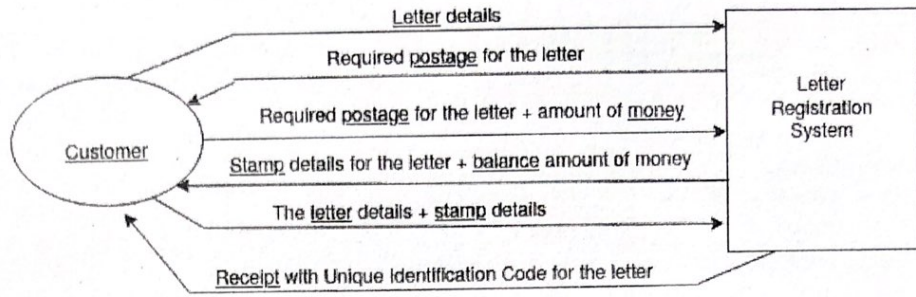 Letter details
Required postage for the letter
Letter
Registration
System
Required postage for the letter + amount of money
Customer
Stamp details for the letter + balance amount of money
The letter details + stamp details
Receipt with Unique Identification Code for the letter